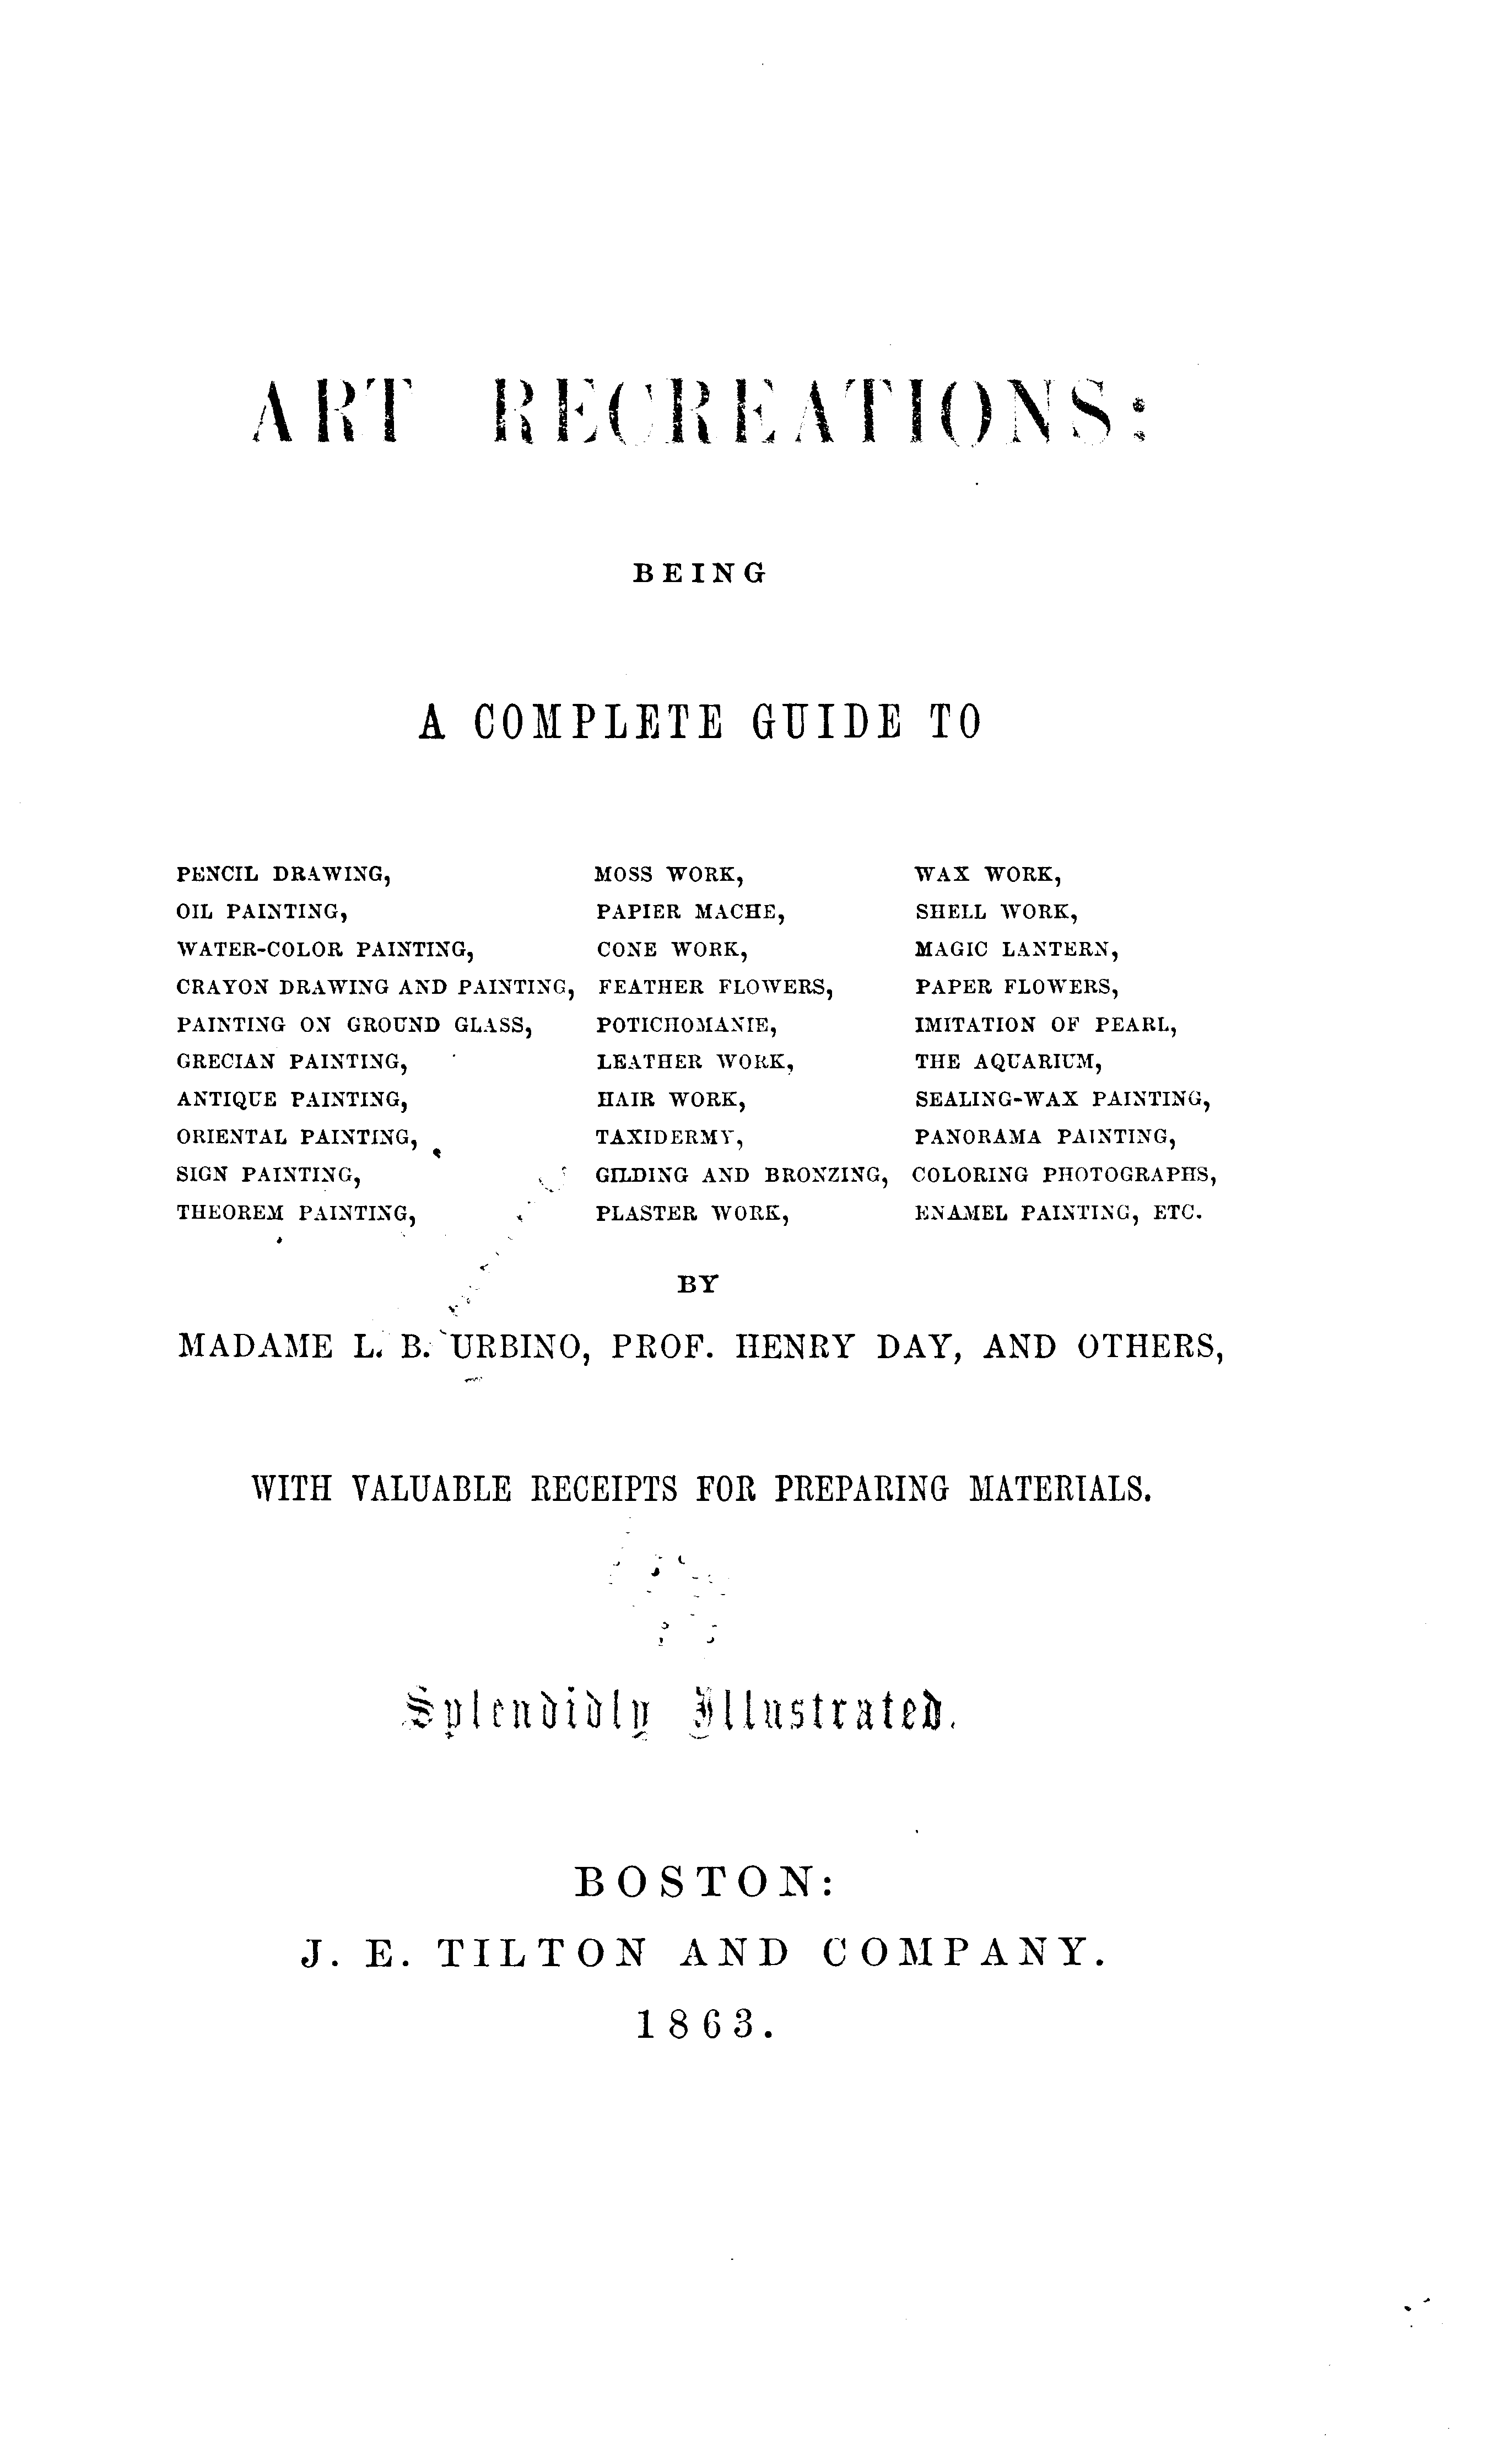 ART RECREATIONS:
BEING
A COMPLETE GUIDE TO
PENCIL DRAWING,
OIL PAINTING,
WATER-COLOR PAINTING,
CRAYON DRAWING AND PAINTING,
PAINTING ON GROUND GLASS,
GRECIAN PAINTING,
ANTIQUE PAINTING,
ORIENTAL PAINTING,
SIGN PAINTING,
THEOREM PAINTING,
MOSS WORK,
PAPIER MACHE,
CONE WORK,
FEATHER FLOWERS,
POTICHOMANIE,
LEATHER WORK,
HAIR WORK,
TAXIDERMY,
GILDING AND BRONZING,
PLASTER WORK,
WAX WORK,
SHELL WORK,
MAGIC LANTERN,
PAPER FLOWERS,
IMITATION OF PEARL,
THE AQUARIUM,
SEALING-WAX PAINTING,
PANORAMA PAINTING,
COLORING PHOTOGRAPHS,
ENAMEL PAINTING, ETC.
BY
MADAME L. B. URBINO, PROF. HENRY DAY, AND OTHERS,
WITH VALUABLE RECEIPTS FOR PREPARING MATERIALS.
Splendidly Illustrated.
BOSTON:
J. E. TILTON AND COMPANY.
1863.